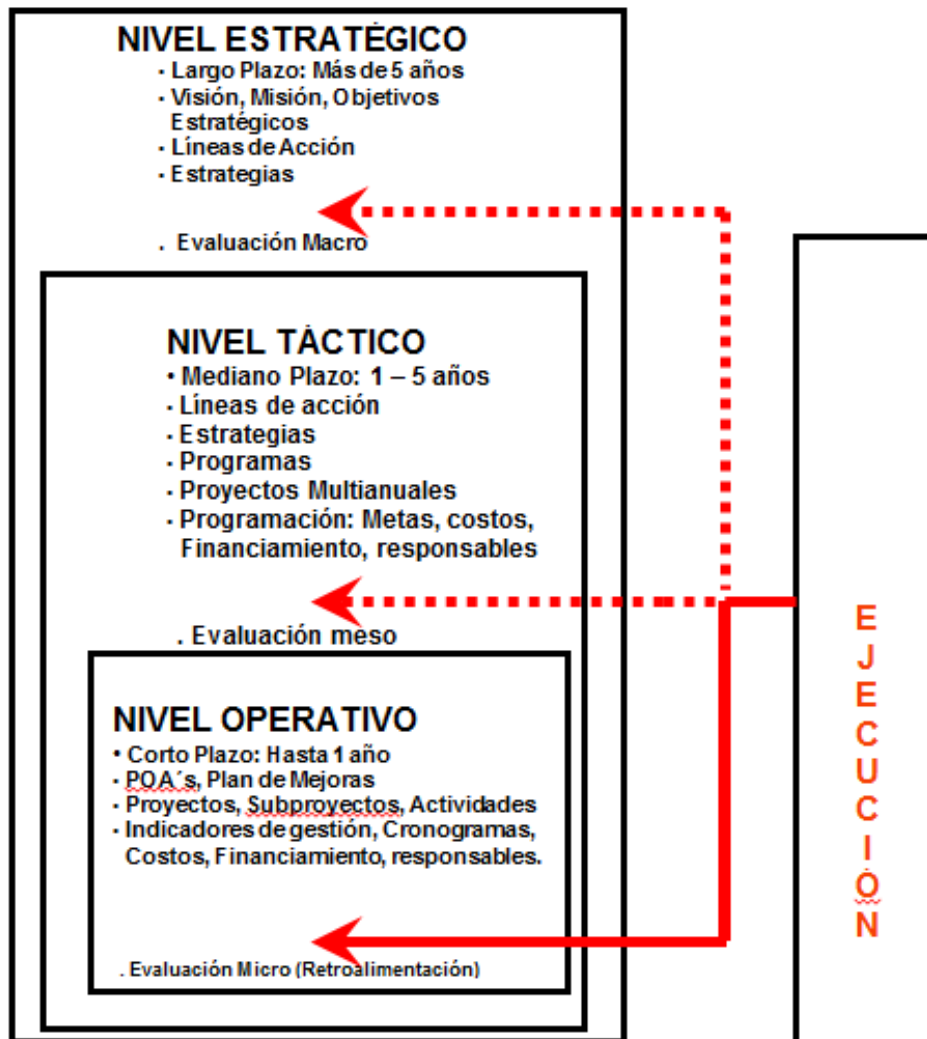 NIVEL ESTRATÉGICO
· Largo Plazo: Más de 5 años
· Visión, Misión, Objetivos
Estratégicos
· Líneas de Acción
· Estrategias
. Evaluación Macro
NIVEL TÁCTICO
• Mediano Plazo: 1 – 5 años
· Líneas de acción
· Estrategias
· Programas
· Proyectos Multianuales
· Programación: Metas, costos,
Financiamiento, responsables
. Evaluación meso
NIVEL OPERATIVO
• Corto Plazo: Hasta 1 año
· POA´s, Plan de Mejoras
· Proyectos, Subproyectos, Actividades
· Indicadores de gestión, Cronogramas,
Costos, Financiamiento, responsables.
. Evaluación Micro (Retroalimentación)
E
J
E
C
U
C
I
Ó
N